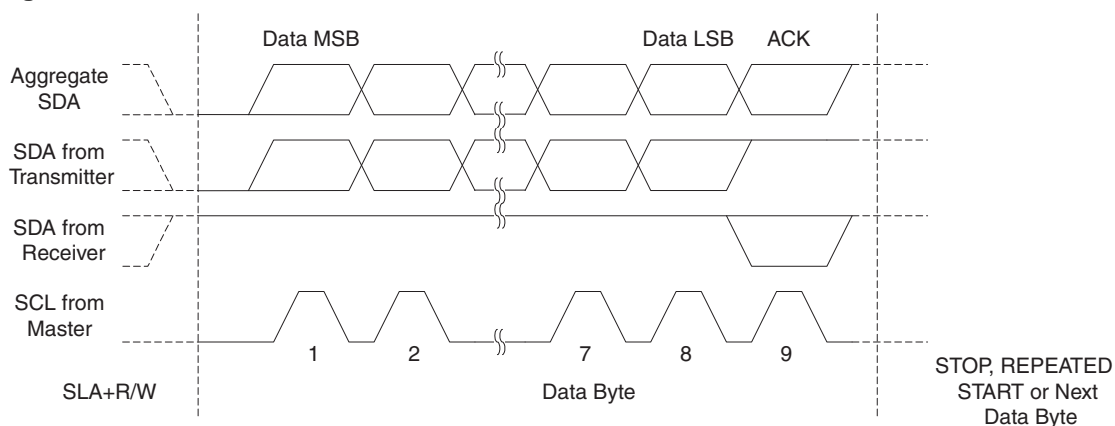 Data MSB
Data LSB
ACK
Aggregate
SDA
SDA from
Transmitter
SDA from
Receiver
SCL from
Master
1
2
7
8
9
SLA+R/W
Data Byte
STOP, REPEATED
START or Next
Data Byte